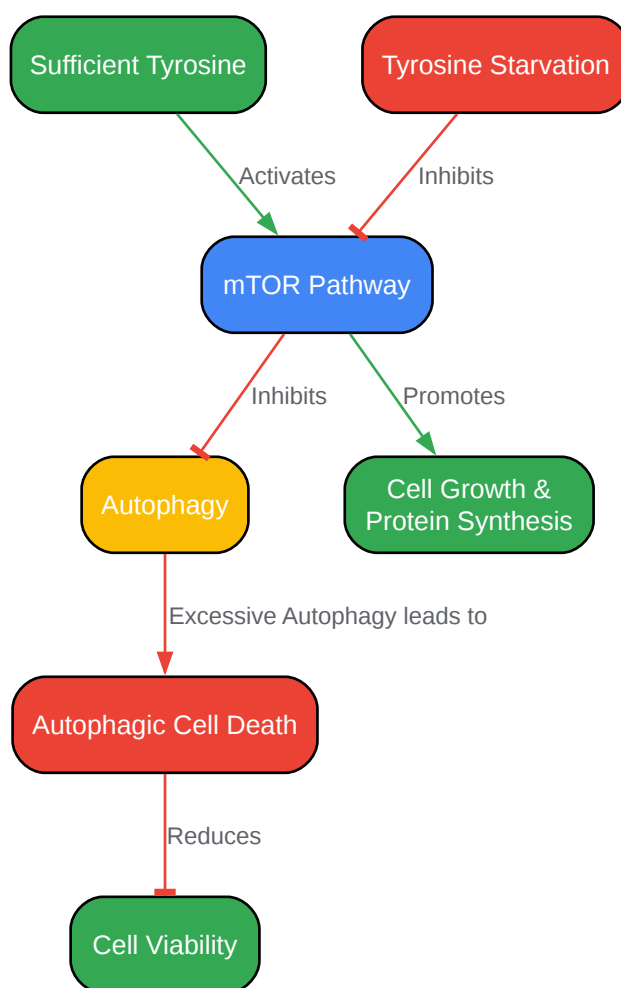 Sufficient Tyrosine
Tyrosine Starvation
Activates
Inhibits
mTOR Pathway
Inhibits
Promotes
Autophagy
Cell Growth &
Protein Synthesis
Excessive Autophagy leads to
Autophagic Cell Death
Reduces
Cell Viability